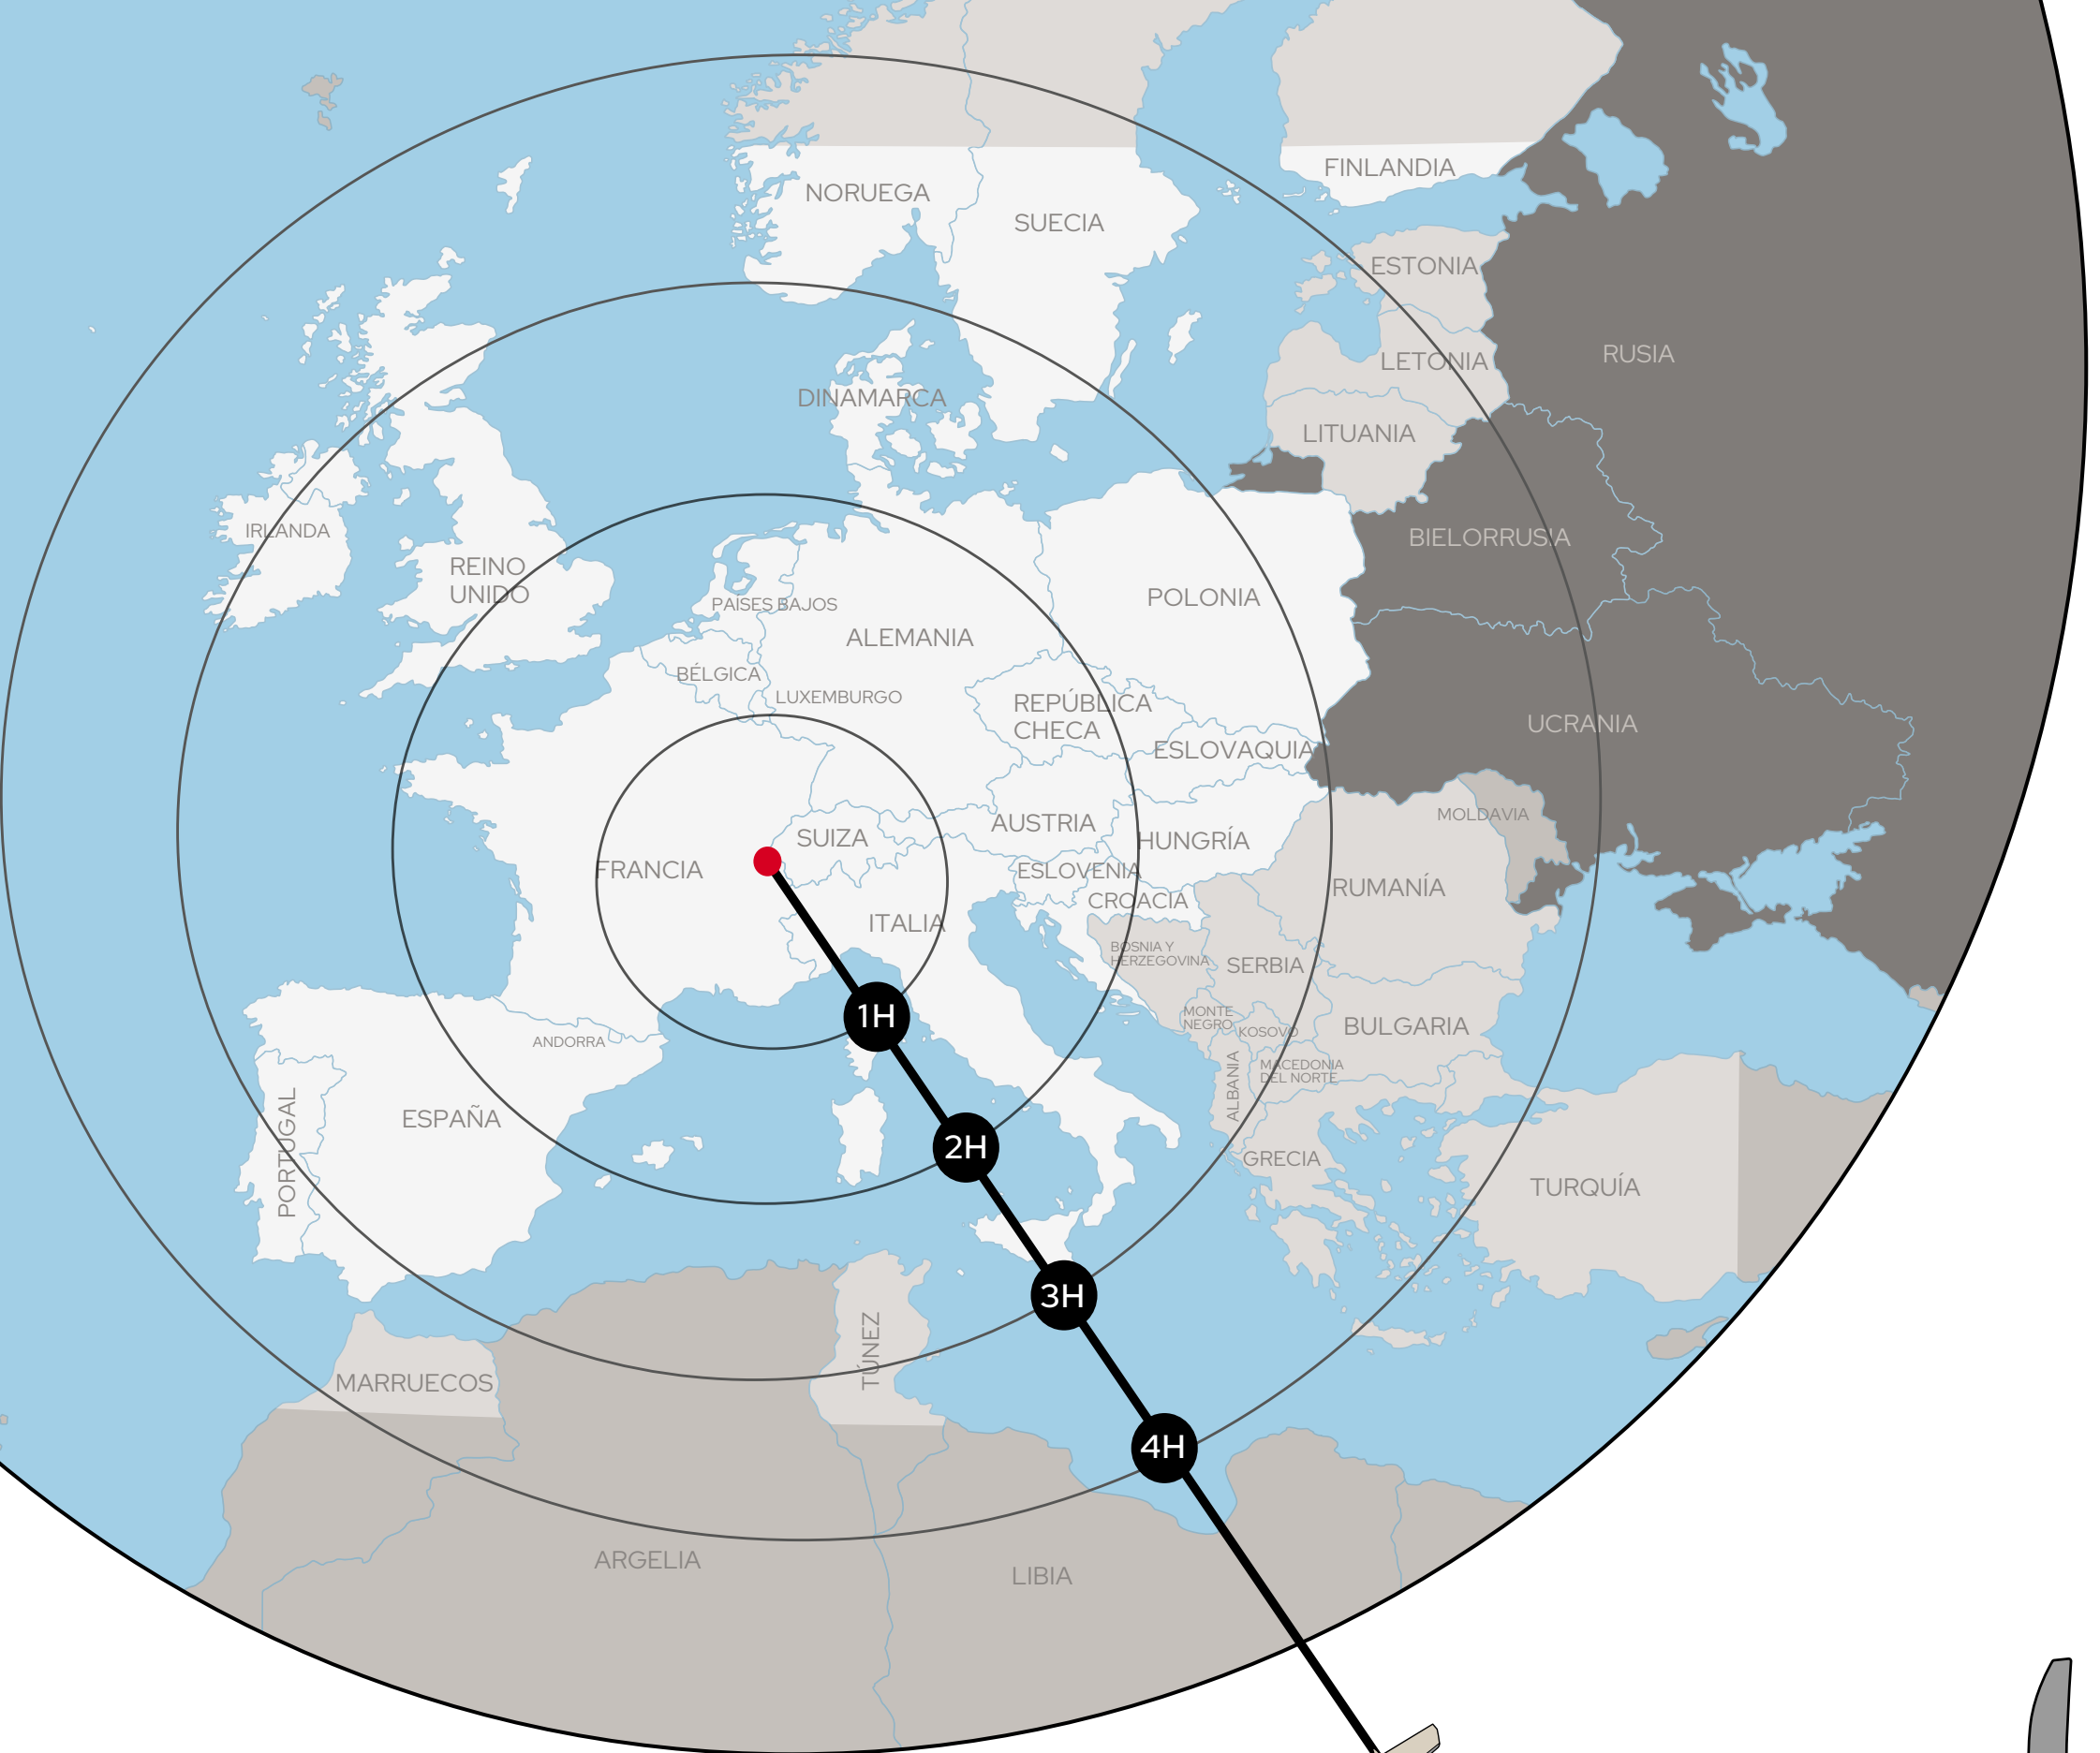 FINLANDIA
NORUEGA
SUECIA
ESTONIA
RUSIA
LETONIA
DINAMARCA
LITUANIA
IRLANDA
BIELORRUSIA
REINO
UNIDO
PAÍSES BAJOS
POLONIA
ALEMANIA
BÉLGICA
LUXEMBURGO
REPÚBLICA
CHECA
UCRANIA
ESLOVAQUIA
MOLDAVIA
AUSTRIA
SUIZA
HUNGRÍA
FRANCIA
ESLOVENIA
RUMANÍA
CROACIA
ITALIA
BOSNIA Y
HERZEGOVINA
SERBIA
MONTE
NEGRO
KOSOVO
BULGARIA
1H
ANDORRA
MACEDONIA
DEL NORTE
ALBANIA
ESPAÑA
PORTUGAL
2H
GRECIA
TURQUÍA
3H
TÚNEZ
MARRUECOS
4H
ARGELIA
LIBIA